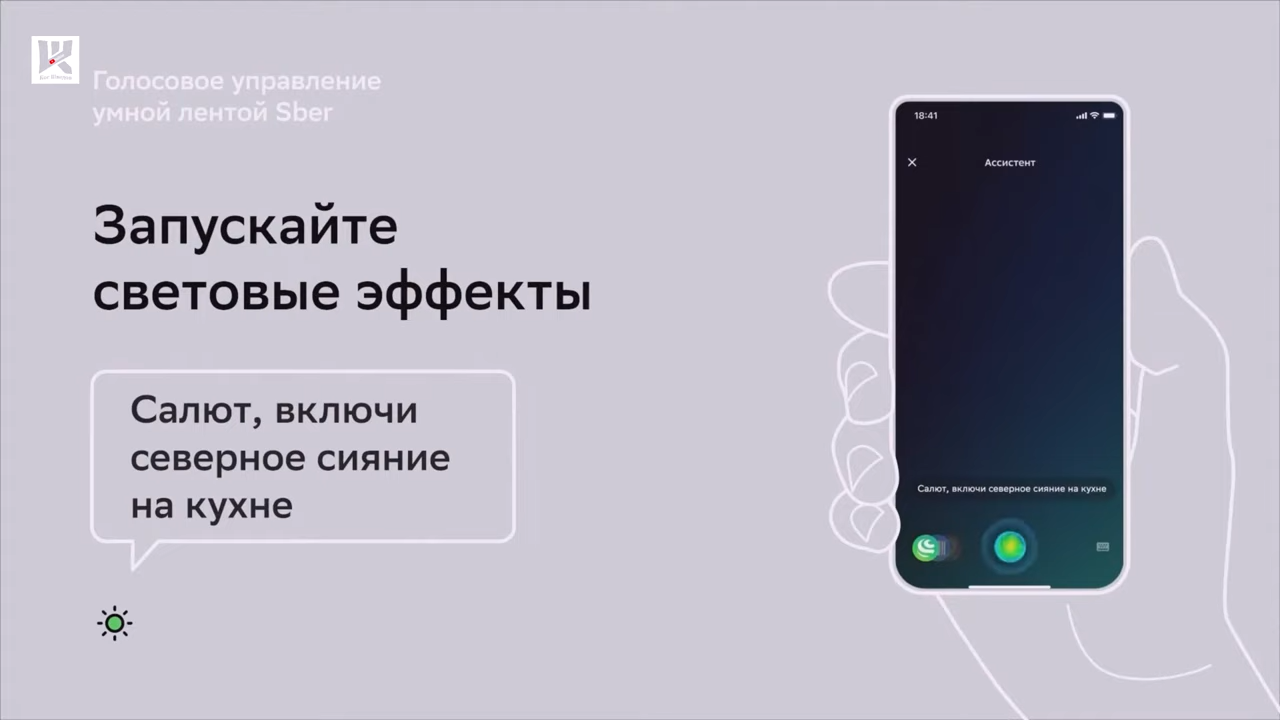 Голосовое управление
умной лентой Sber
Запускайте
световые эффекты
Салют, включи
северное сияние
на кухне
18:41
Ассистент
Салют, включи северное сияние на кухне